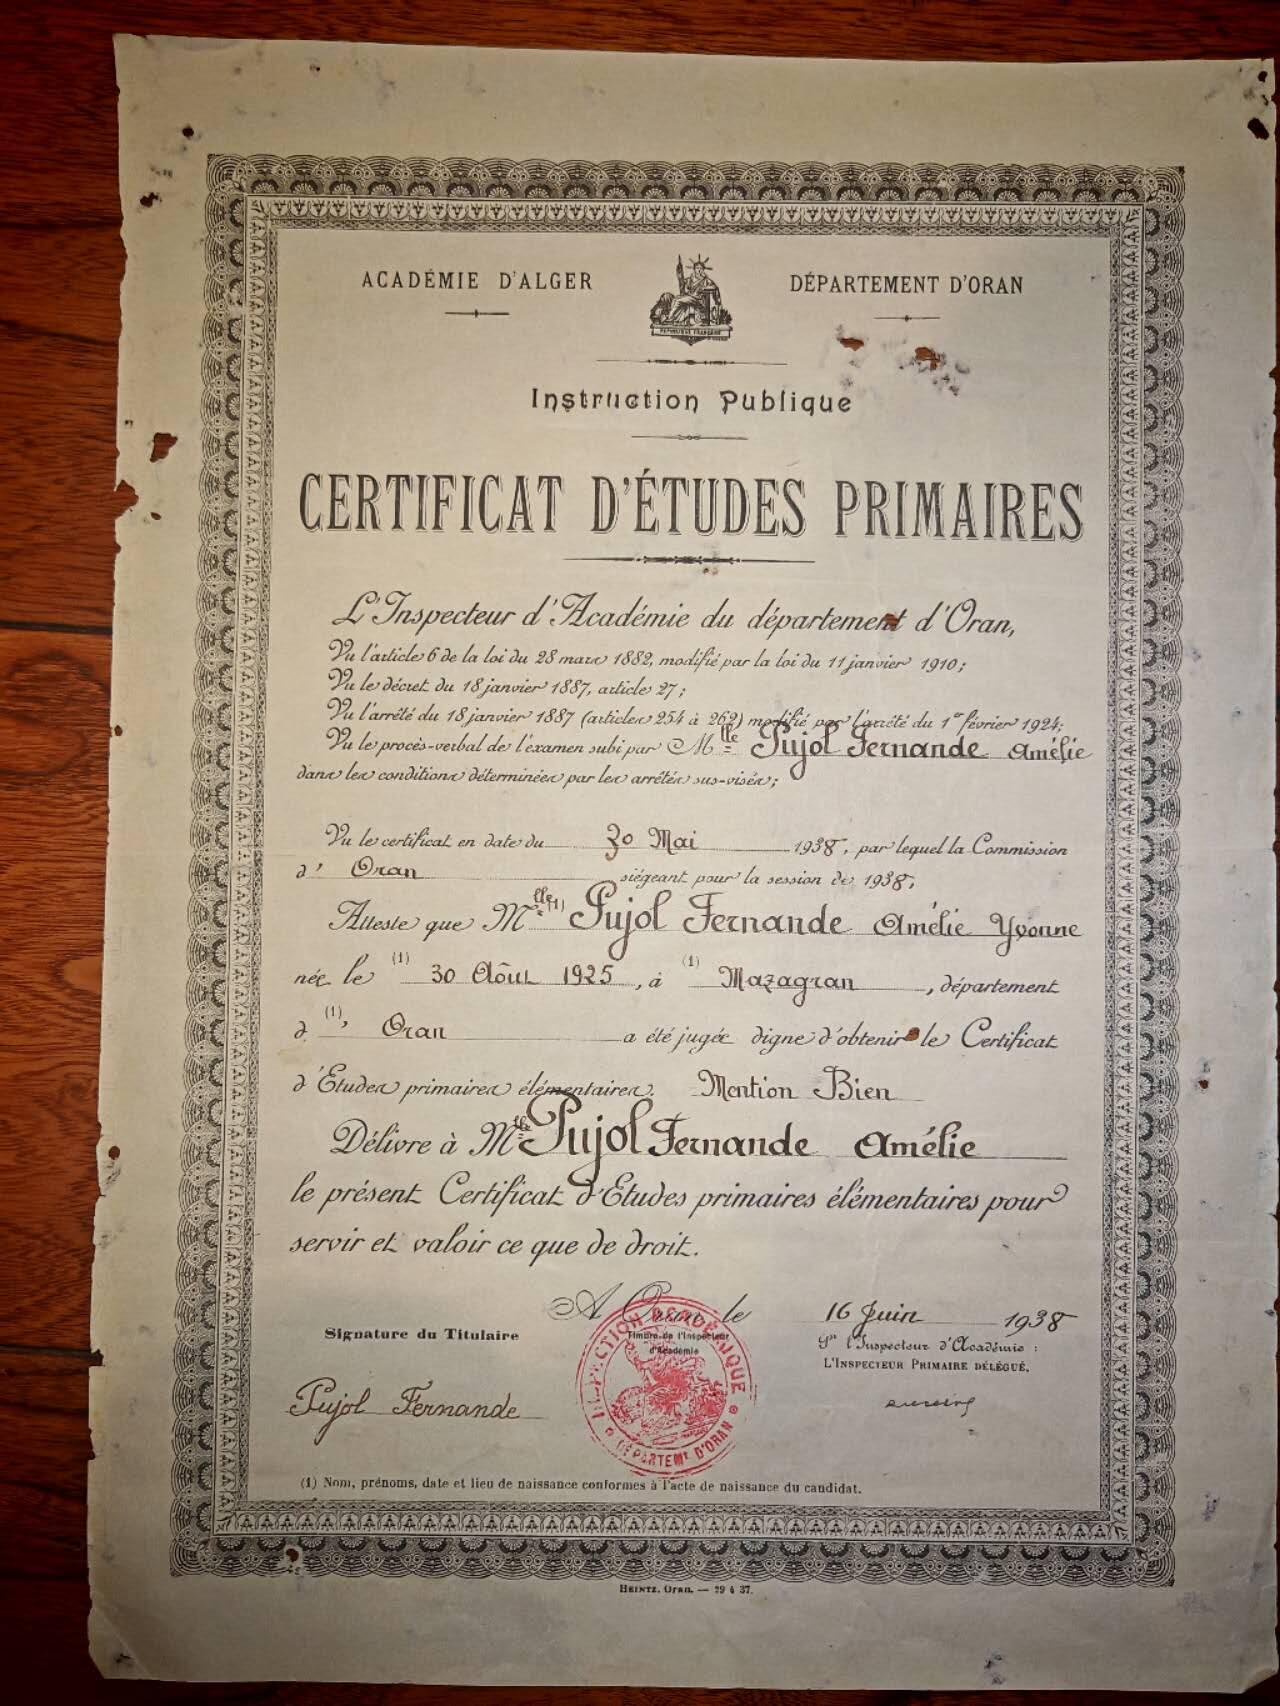 ACADÉMIE D'ALGER
DÉPARTEMENT D'ORAN
RÉPUBLIQUE FRANÇAISE
Instruction Publique
CERTIFICAT D'ÉTUDES PRIMAIRES
L'Inspecteur d'Académie du département d'Oran,
Vu l'article 6 de la loi du 28 mars 1882, modifié par la loi du 11 janvier 1910;
Vu le décret du 18 janvier 1887, article 27;
Vu l'arrêté du 18 janvier 1887 (articles 254 à 262) modifié par l'arrêté du 1er février 1924;
Vu le procès-verbal de l'examen subi par Mlle Pujol Fernande Amélie
dans les conditions déterminées par les arrêtés sus-visés;
Vu le certificat en date du 30 Mai 1938, par lequel la Commission
d' Oran siégeant pour la session de 1938,
Atteste que Mlle (1) Pujol Fernande Amélie Yvonne
née le (1) 30 Aôut 1925, à (1) Mazagran, département
d (1), Oran a été jugée digne d'obtenir le Certificat
d'Etudes primaires élémentaires. Mention Bien
Délivre à Mlle Pujol Fernande Amélie
le présent Certificat d'Etudes primaires élémentaires pour
servir et valoir ce que de droit.
A Oran le 16 Juin 1938
Signature du Titulaire
Timbre de l'Inspecteur
d'Académie
Pr l'Inspecteur d'Académie :
L'INSPECTEUR PRIMAIRE DÉLÉGUÉ,
INSPECTION ACADÉMIQUE
DÉPARTEMT D'ORAN
Pujol Fernande
(1) Nom, prénoms, date et lieu de naissance conformes à l'acte de naissance du candidat.
HEINTZ, ORAN. — 29 4 37.